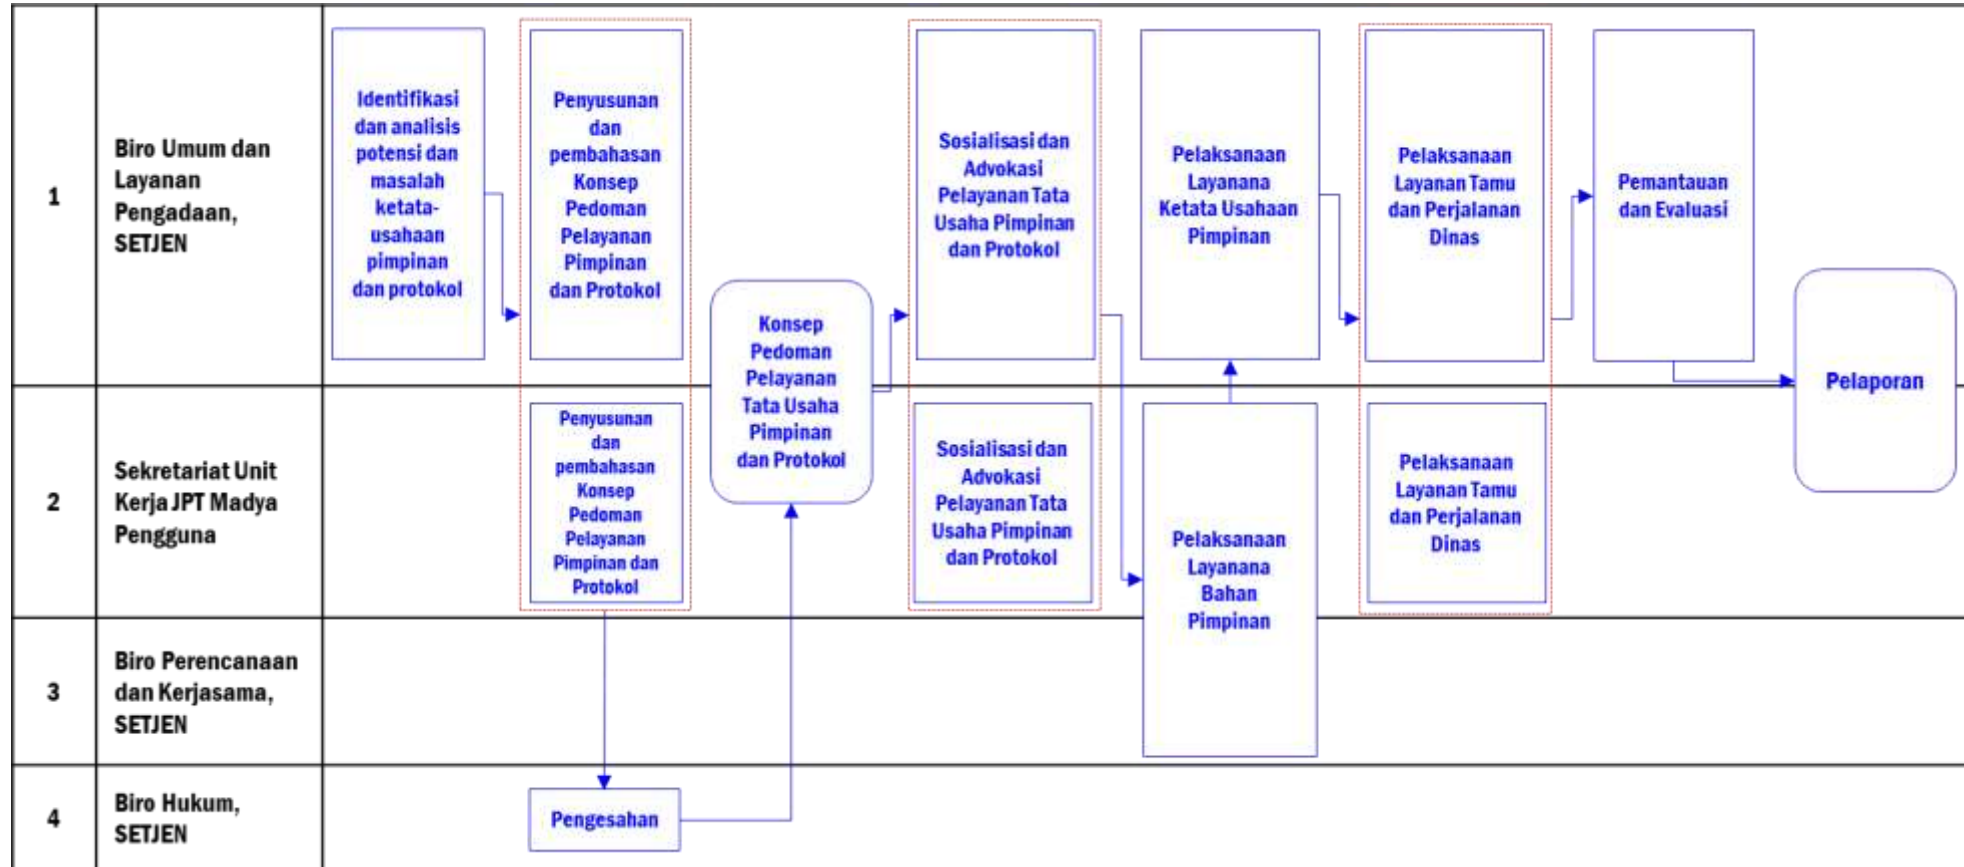 1
Biro Umum dan
Layanan
Pengadaan,
SETJEN
Identifikasi
dan analisis
potensi dan
masalah
ketata-
usahaan
pimpinan
dan protokol
Penyusunan
dan
pembahasan
Konsep
Pedoman
Pelayanan
Pimpinan
dan Protokol
Konsep
Pedoman
Pelayanan
Tata Usaha
Pimpinan
dan Protokol
Sosialisasi dan
Advokasi
Pelayanan Tata
Usaha Pimpinan
dan Protokol
Pelaksanaan
Layanana
Ketata Usahaan
Pimpinan
Pelaksanaan
Layanan Tamu
dan Perjalanan
Dinas
Pemantauan
dan Evaluasi
Pelaporan
2
Sekretariat Unit
Kerja JPT Madya
Pengguna
Penyusunan
dan
pembahasan
Konsep
Pedoman
Pelayanan
Pimpinan dan
Protokol
Sosialisasi dan
Advokasi
Pelayanan Tata
Usaha Pimpinan
dan Protokol
Pelaksanaan
Layanana
Bahan
Pimpinan
Pelaksanaan
Layanan Tamu
dan Perjalanan
Dinas
3
Biro Perencanaan
dan Kerjasama,
SETJEN
4
Biro Hukum,
SETJEN
Pengesahan